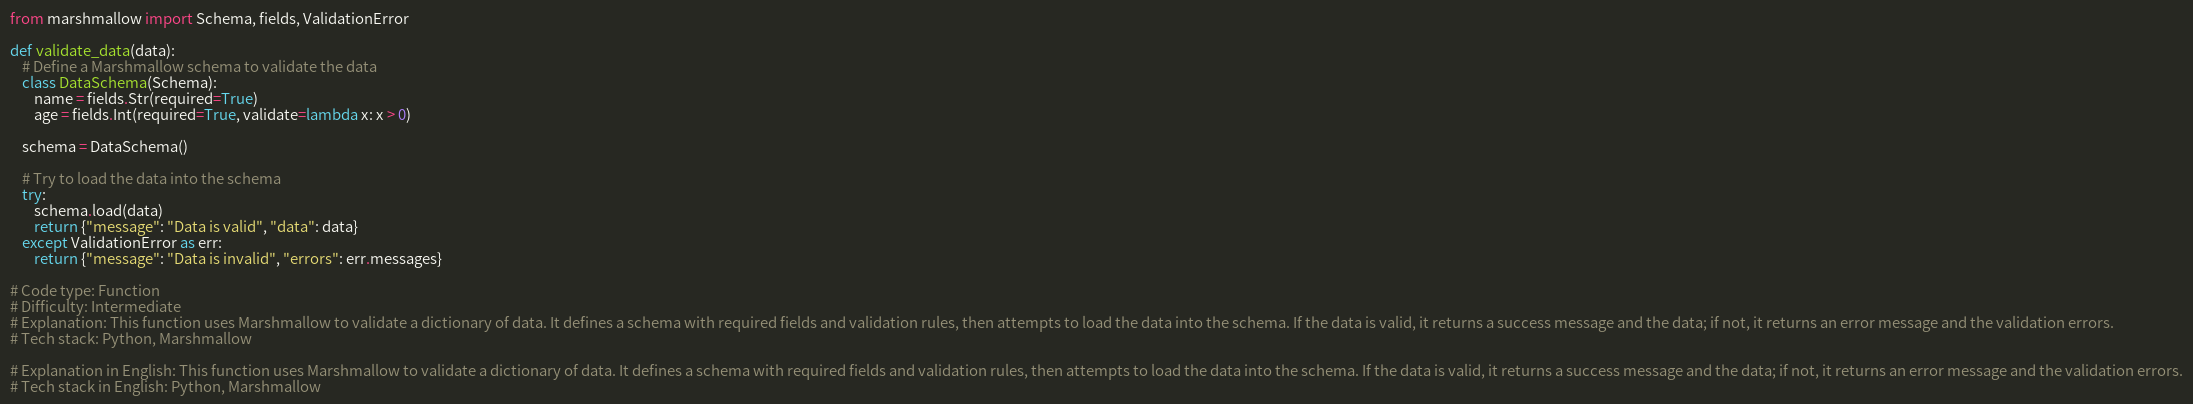 from marshmallow import Schema, fields, ValidationError

def validate_data(data):
    # Define a Marshmallow schema to validate the data
    class DataSchema(Schema):
        name = fields.Str(required=True)
        age = fields.Int(required=True, validate=lambda x: x > 0)

    schema = DataSchema()

    # Try to load the data into the schema
    try:
        schema.load(data)
        return {"message": "Data is valid", "data": data}
    except ValidationError as err:
        return {"message": "Data is invalid", "errors": err.messages}

# Code type: Function
# Difficulty: Intermediate
# Explanation: This function uses Marshmallow to validate a dictionary of data. It defines a schema with required fields and validation rules, then attempts to load the data into the schema. If the data is valid, it returns a success message and the data; if not, it returns an error message and the validation errors.
# Tech stack: Python, Marshmallow

# Explanation in English: This function uses Marshmallow to validate a dictionary of data. It defines a schema with required fields and validation rules, then attempts to load the data into the schema. If the data is valid, it returns a success message and the data; if not, it returns an error message and the validation errors.
# Tech stack in English: Python, Marshmallow